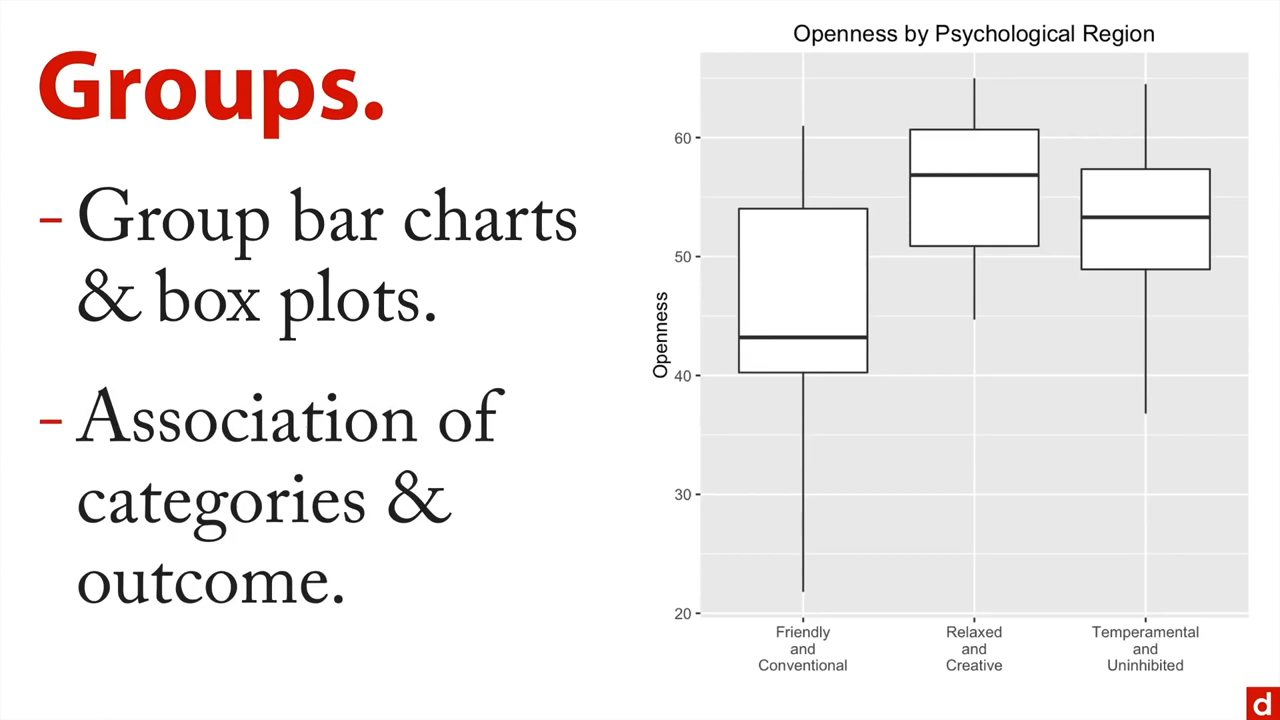 Groups.
– Group bar charts
& box plots.
– Association of
categories &
outcome.
Openness by Psychological Region
Openness
60
50
40
30
20
Friendly
and
Conventional
Relaxed
and
Creative
Temperamental
and
Uninhibited
d